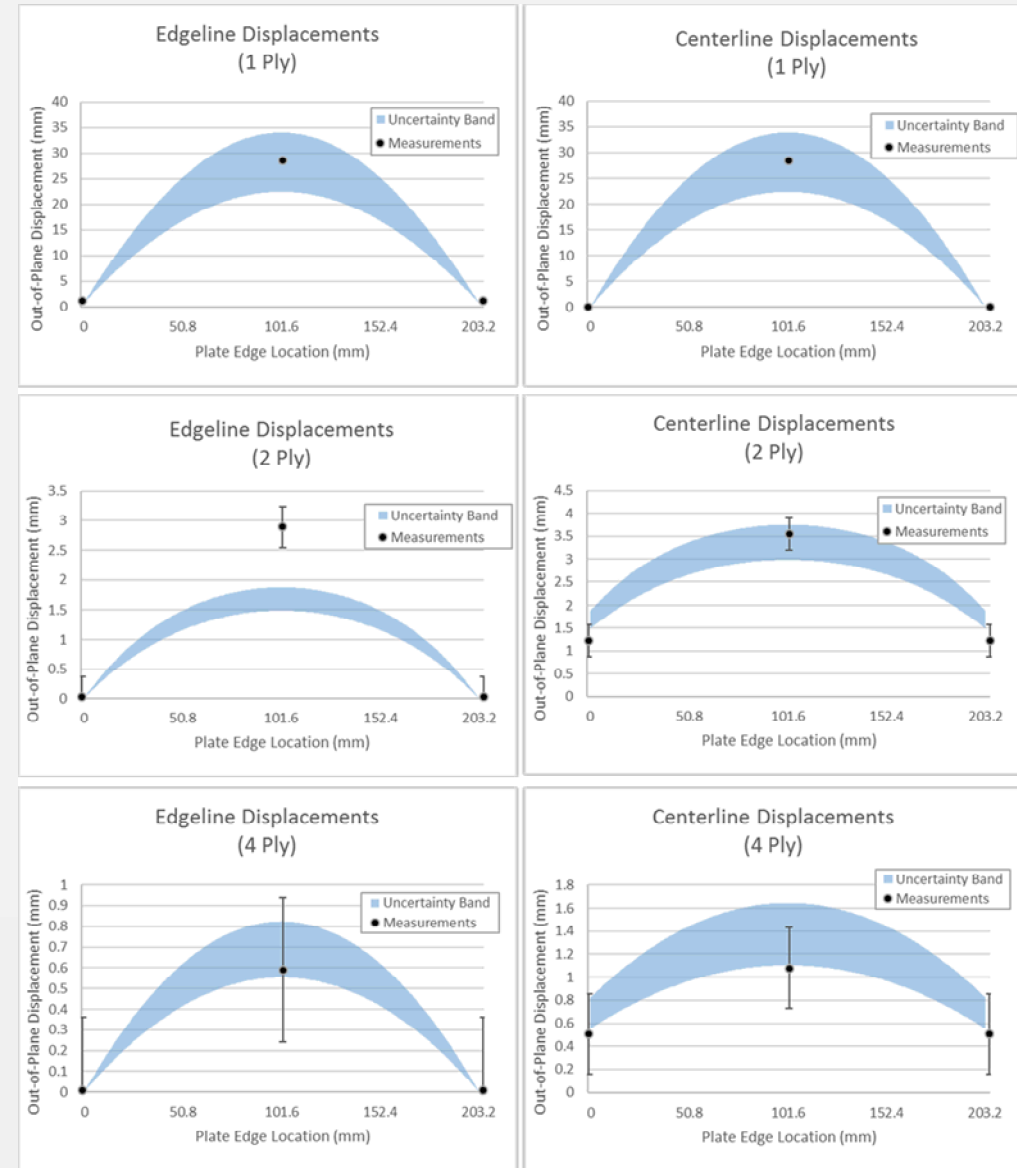 Edgeline Displacements
(1 Ply)
Out-of-Plane Displacement (mm)
40
35
30
25
20
15
10
5
0
Uncertainty Band
Measurements
0 50.8 101.6 152.4 203.2
Plate Edge Location (mm)
Centerline Displacements
(1 Ply)
Out-of-Plane Displacement (mm)
40
35
30
25
20
15
10
5
0
Uncertainty Band
Measurements
0 50.8 101.6 152.4 203.2
Plate Edge Location (mm)
Edgeline Displacements
(2 Ply)
Out-of-Plane Displacement (mm)
3.5
3
2.5
2
1.5
1
0.5
0
Uncertainty Band
Measurements
0 50.8 101.6 152.4 203.2
Plate Edge Location (mm)
Centerline Displacements
(2 Ply)
Out-of-Plane Displacement (mm)
4.5
4
3.5
3
2.5
2
1.5
1
0.5
0
Uncertainty Band
Measurements
0 50.8 101.6 152.4 203.2
Plate Edge Location (mm)
Edgeline Displacements
(4 Ply)
Out-of-Plane Displacement (mm)
1
0.9
0.8
0.7
0.6
0.5
0.4
0.3
0.2
0.1
0
Uncertainty Band
Measurements
0 50.8 101.6 152.4 203.2
Plate Edge Location (mm)
Centerline Displacements
(4 Ply)
Out-of-Plane Displacement (mm)
1.8
1.6
1.4
1.2
1
0.8
0.6
0.4
0.2
0
Uncertainty Band
Measurements
0 50.8 101.6 152.4 203.2
Plate Edge Location (mm)